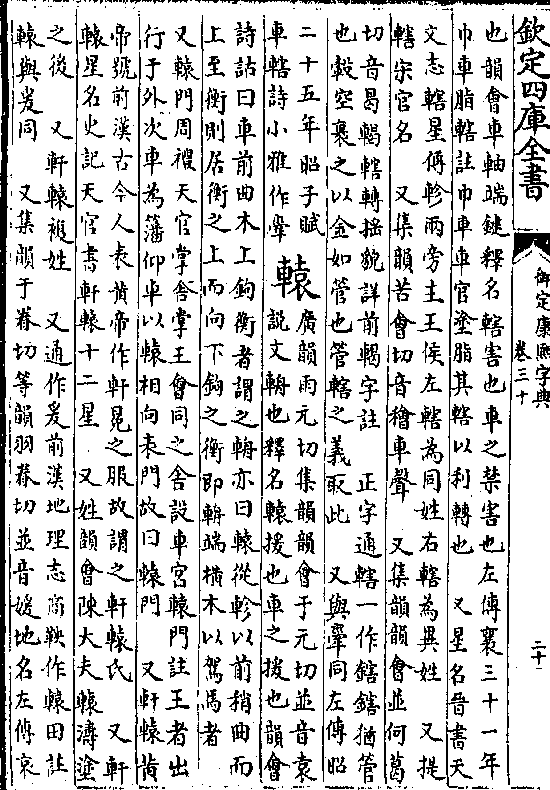 欽定四庫全書
御定康熙字典
卷三十
二十
也韻會車軸端鍵釋名轄害也車之禁害也左傳襄三十一年
巾車脂轄註巾車車官塗脂其轄以利轉也　又星名晉書天
文志轄星傅軫兩旁主王侯左轄為同姓右轄為異姓　又提
轄宋官名　又集韻苦會切音檜車聲　又集韻韻會並何葛
切音曷轕轄轉搖貌詳前轕字註　正字通轄一作鎋鎋猶管
也轂空裹之以金如管也管轄之義取此　又與舝同左傳昭
二十五年昭子賦
車轄詩小雅作舝　轅　廣韻雨元切集韻韻會于元切並音袁
說文輈也釋名轅援也車之援也韻會
詩詁曰車前曲木上鉤衡者謂之輈亦曰轅從軫以前稍曲而
上至衡則居衡之上而向下鉤之衡即輈端橫木以駕馬者
又轅門周禮天官掌舍掌王會同之舍設車宮轅門註王者出
行于外次車為藩仰車以轅相向表門故曰轅門　又軒轅黃
帝號前漢古今人表黃帝作軒冕之服故謂之軒轅氏　又軒
轅星名史記天官書軒轅十二星　又姓韻會陳大夫轅濤塗
之後　又軒轅複姓　又通作爰前漢地理志商鞅作轅田註
轅與爰同　又集韻于眷切等韻羽眷切並音媛地名左傳哀